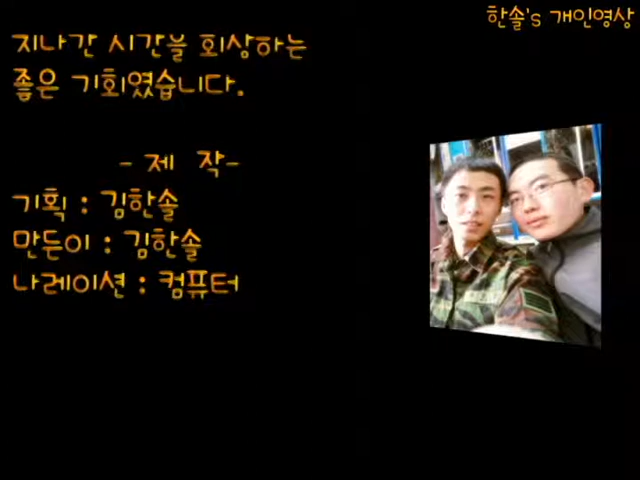 한솔's 개인영상
지나간 시간을 회상하는
좋은 기회였습니다.
- 제 작-
기획 : 김한솔
만든이 : 김한솔
나레이션 : 컴퓨터